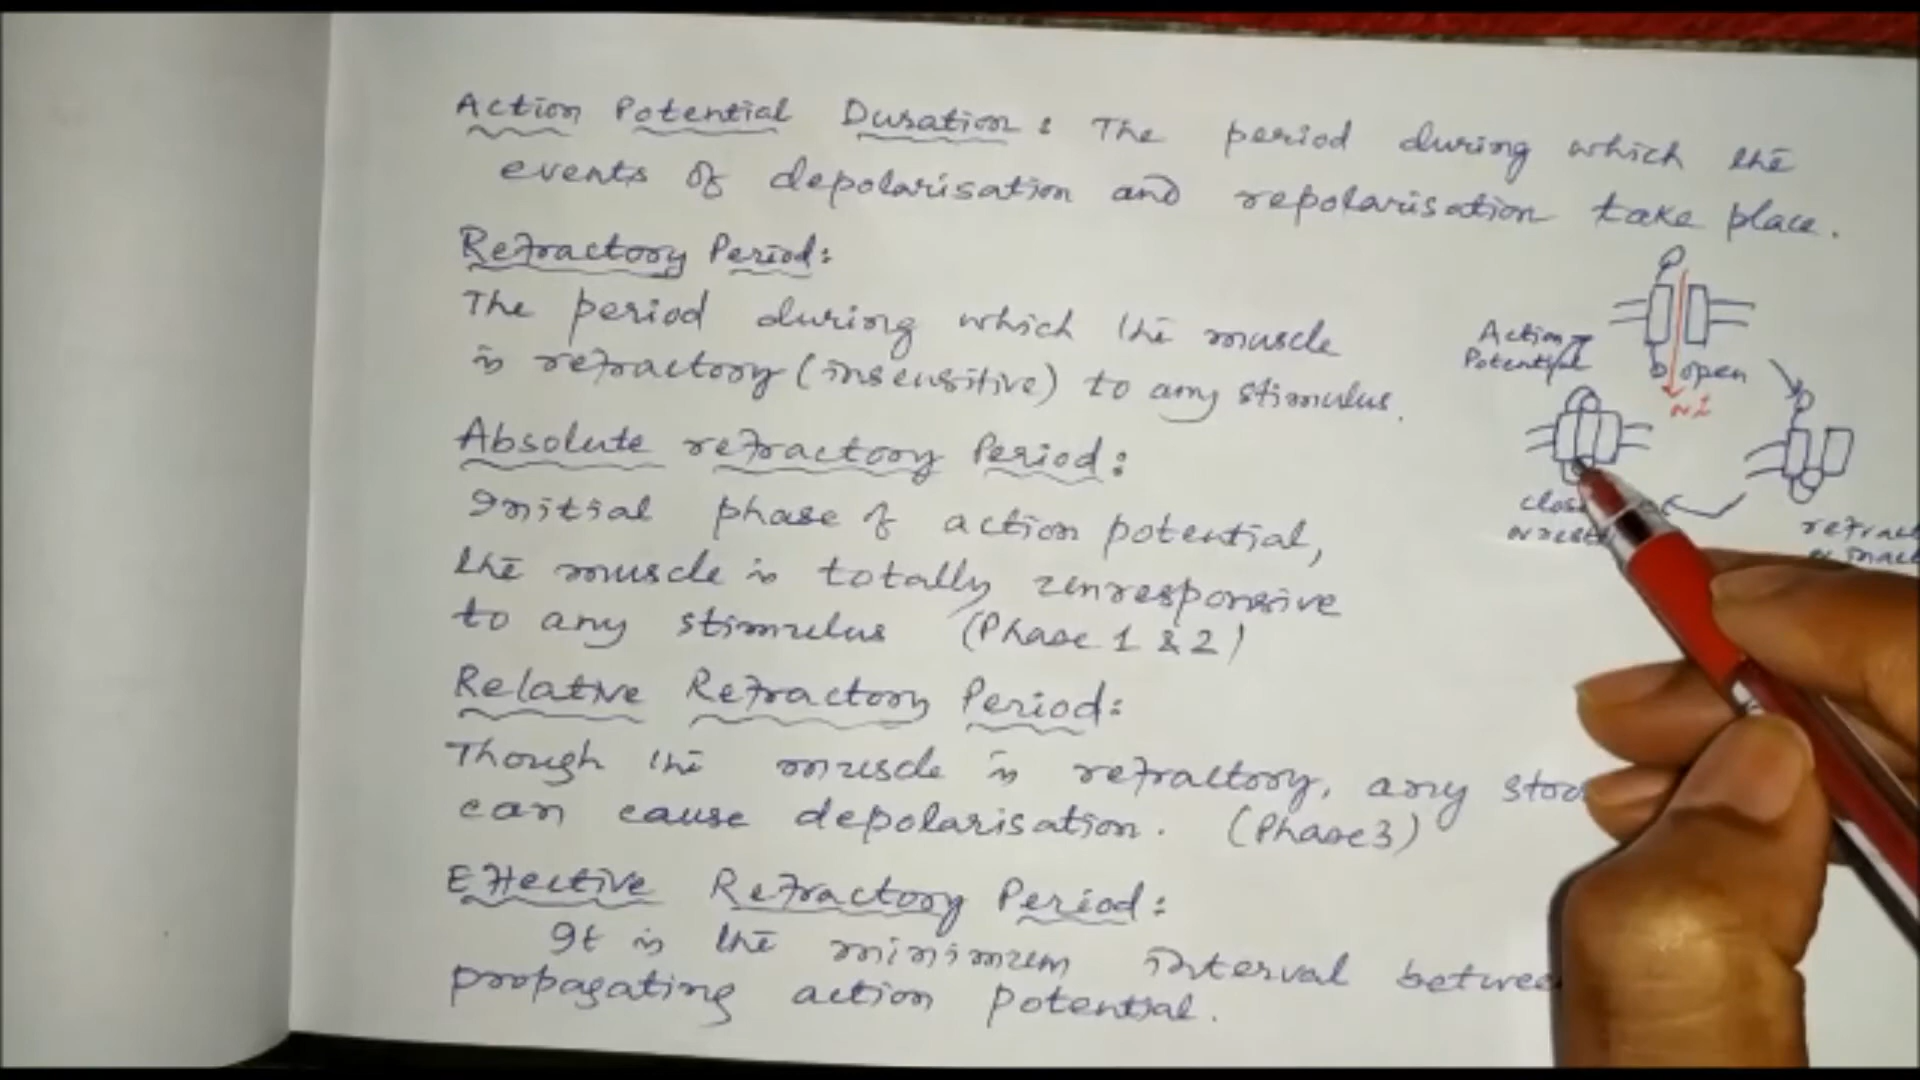 Action Potential Duration: The period during which the
events of depolarisation and repolarisation take place.
Refractory Period:
The period during which the muscle
is refractory (insensitive) to any stimulus.
Absolute refractory Period:
Initial phase of action potential,
the muscle is totally unresponsive
to any stimulus (Phase 1 & 2)
Relative Refractory Period:
Though the muscle is refractory, any
can cause depolarisation. (Phase 3)
Effective Refractory Period:
It is the minimum interval
propagating action potential.
Action
Potential
open